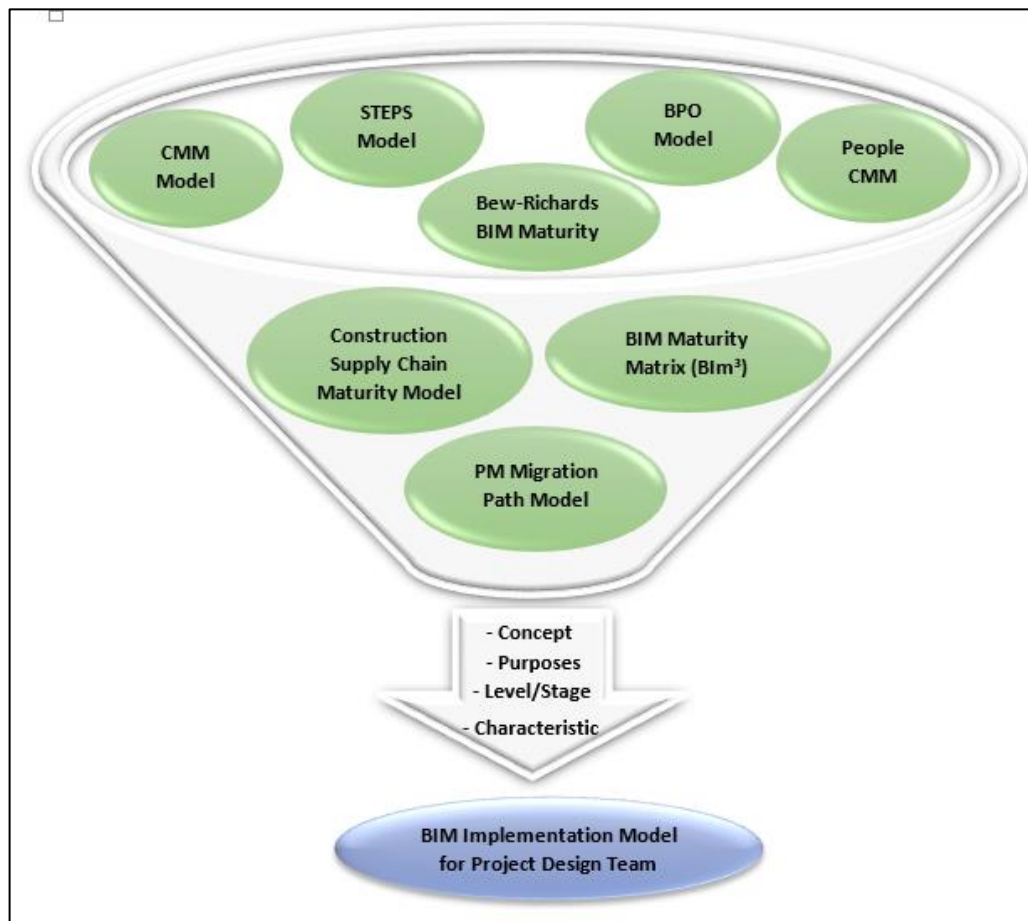 CMM
Model
STEPS
Model
BPO
Model
People
CMM
Bew-Richards
BIM Maturity
Construction
Supply Chain
Maturity Model
BIM Maturity
Matrix (BIm³)
PM Migration
Path Model
- Concept
- Purposes
- Level/Stage
- Characteristic
BIM Implementation Model
for Project Design Team